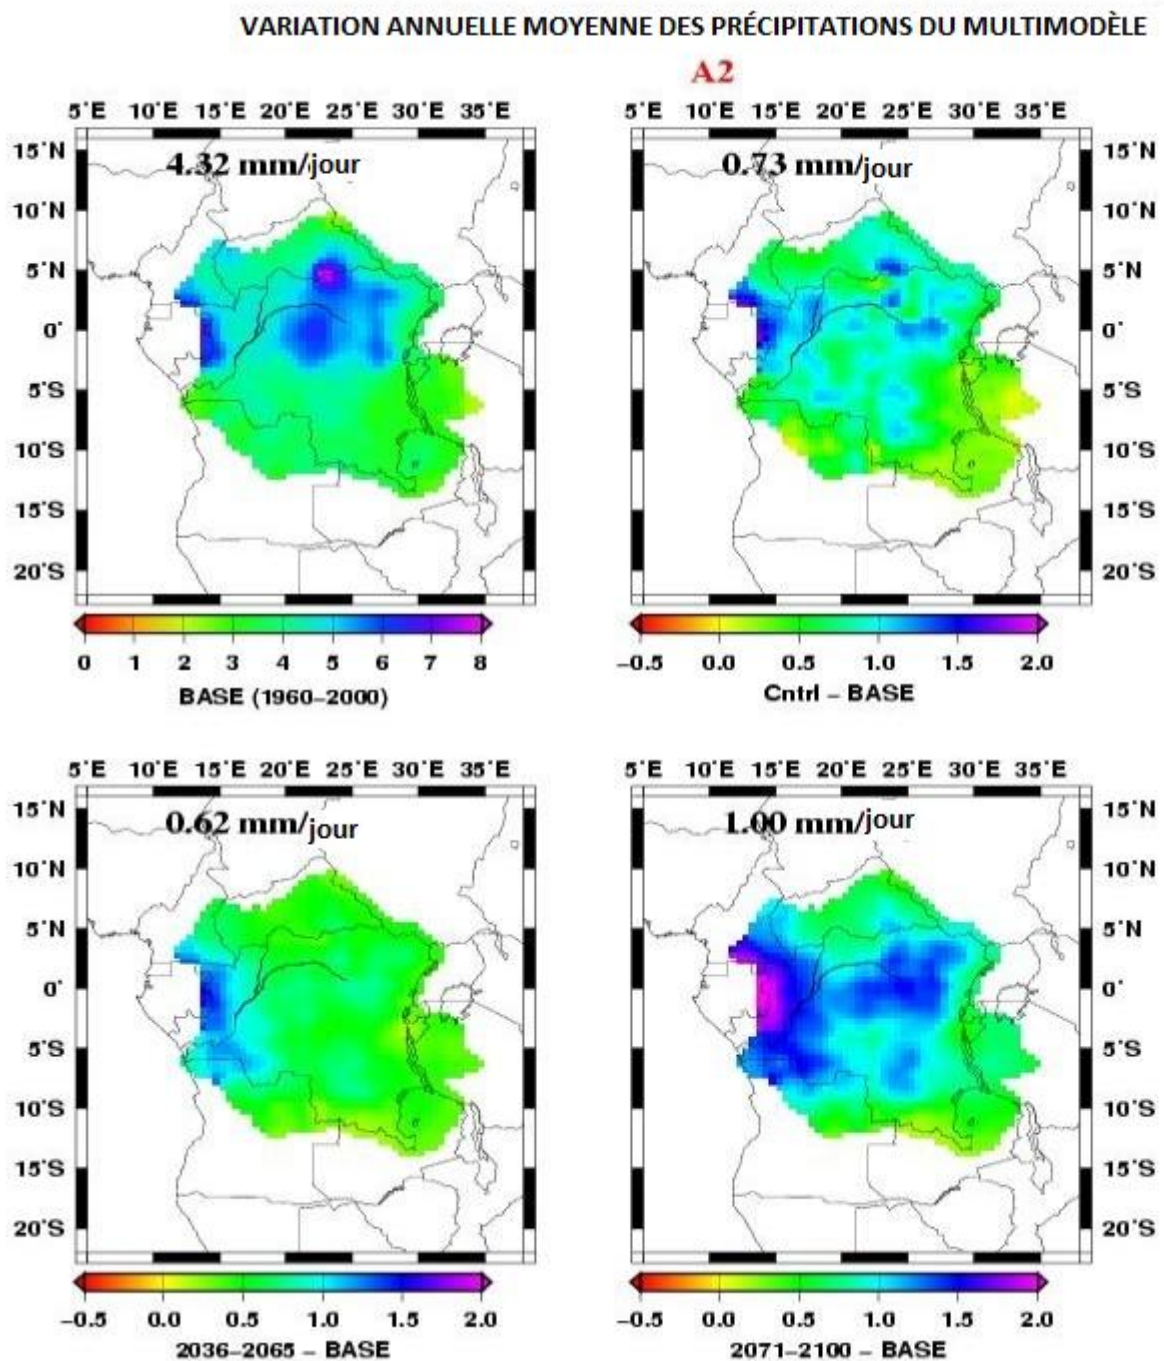 VARIATION ANNUELLE MOYENNE DES PRÉCIPITATIONS DU MULTIMODÈLE
A2
5˚E 10˚E 15˚E 20˚E 25˚E 30˚E 35˚E 5˚E 10˚E 15˚E 20˚E 25˚E 30˚E 35˚E
15˚N 4.32 mm/jour 0.73 mm/jour 15˚N
10˚N 10˚N
5˚N 5˚N
0˚ 0˚
5˚S 5˚S
10˚S 10˚S
15˚S 15˚S
20˚S 20˚S
0 1 2 3 4 5 6 7 8 −0.5 0.0 0.5 1.0 1.5 2.0
BASE (1960−2000) Cntrl − BASE
5˚E 10˚E 15˚E 20˚E 25˚E 30˚E 35˚E 5˚E 10˚E 15˚E 20˚E 25˚E 30˚E 35˚E
15˚N 0.62 mm/jour 1.00 mm/jour 15˚N
10˚N 10˚N
5˚N 5˚N
0˚ 0˚
5˚S 5˚S
10˚S 10˚S
15˚S 15˚S
20˚S 20˚S
−0.5 0.0 0.5 1.0 1.5 2.0 −0.5 0.0 0.5 1.0 1.5 2.0
2036−2065 − BASE 2071−2100 − BASE